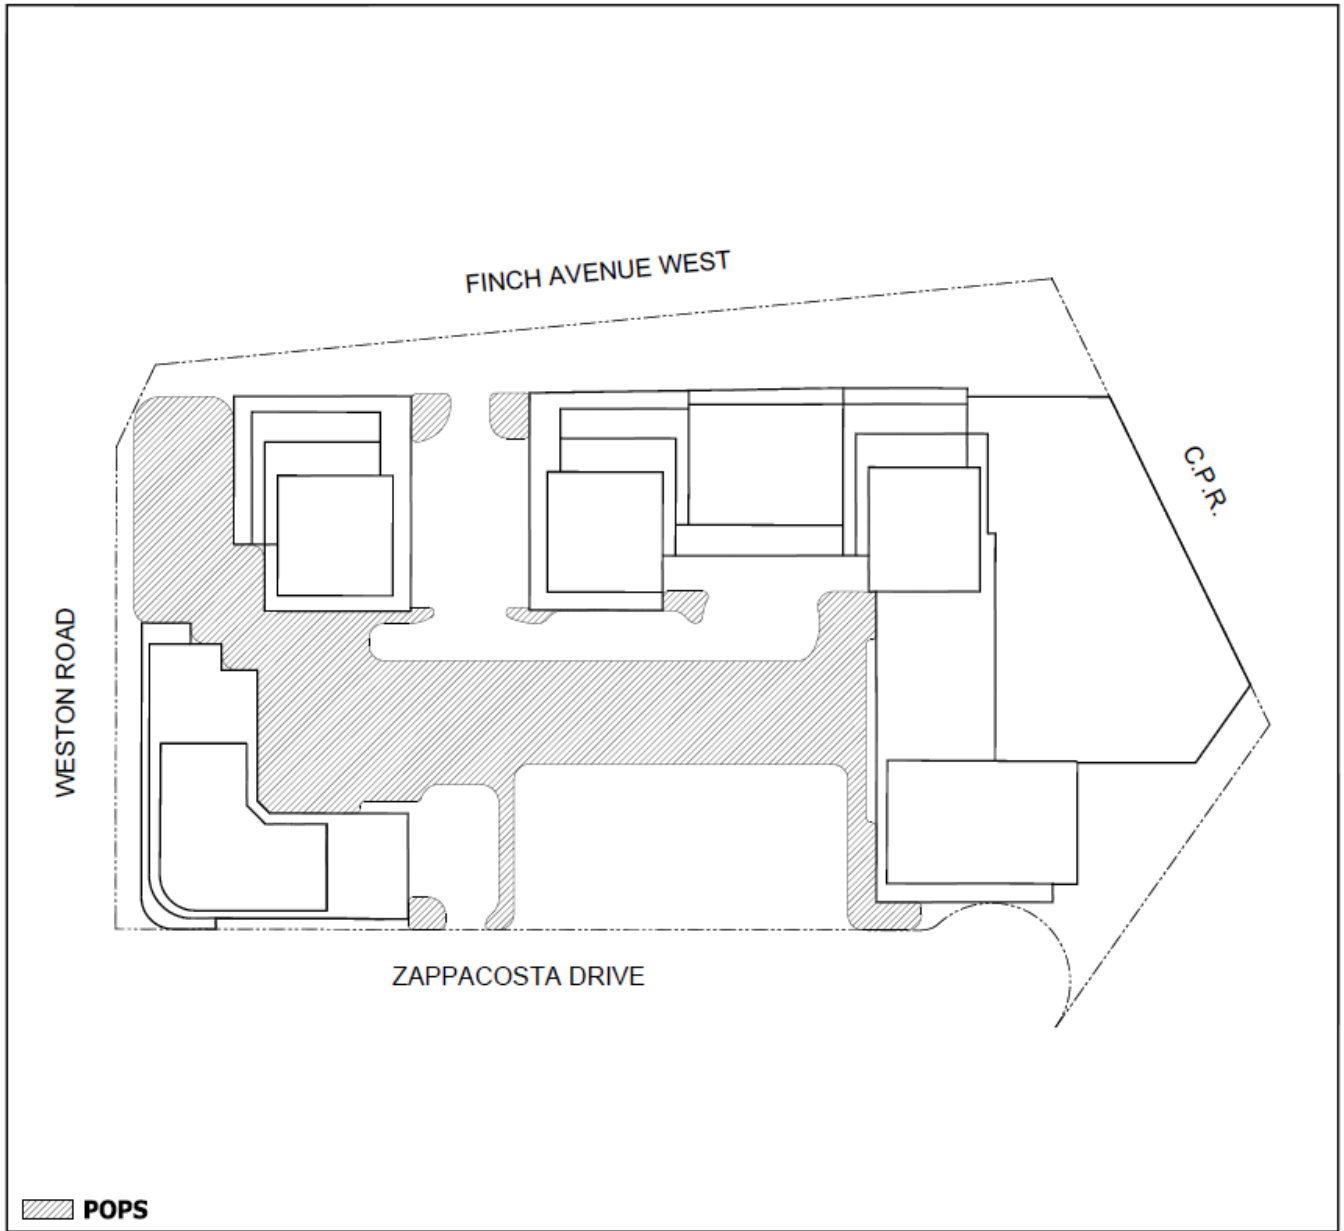 FINCH AVENUE WEST
C.P.R.
WESTON ROAD
ZAPPACOSTA DRIVE
POPS